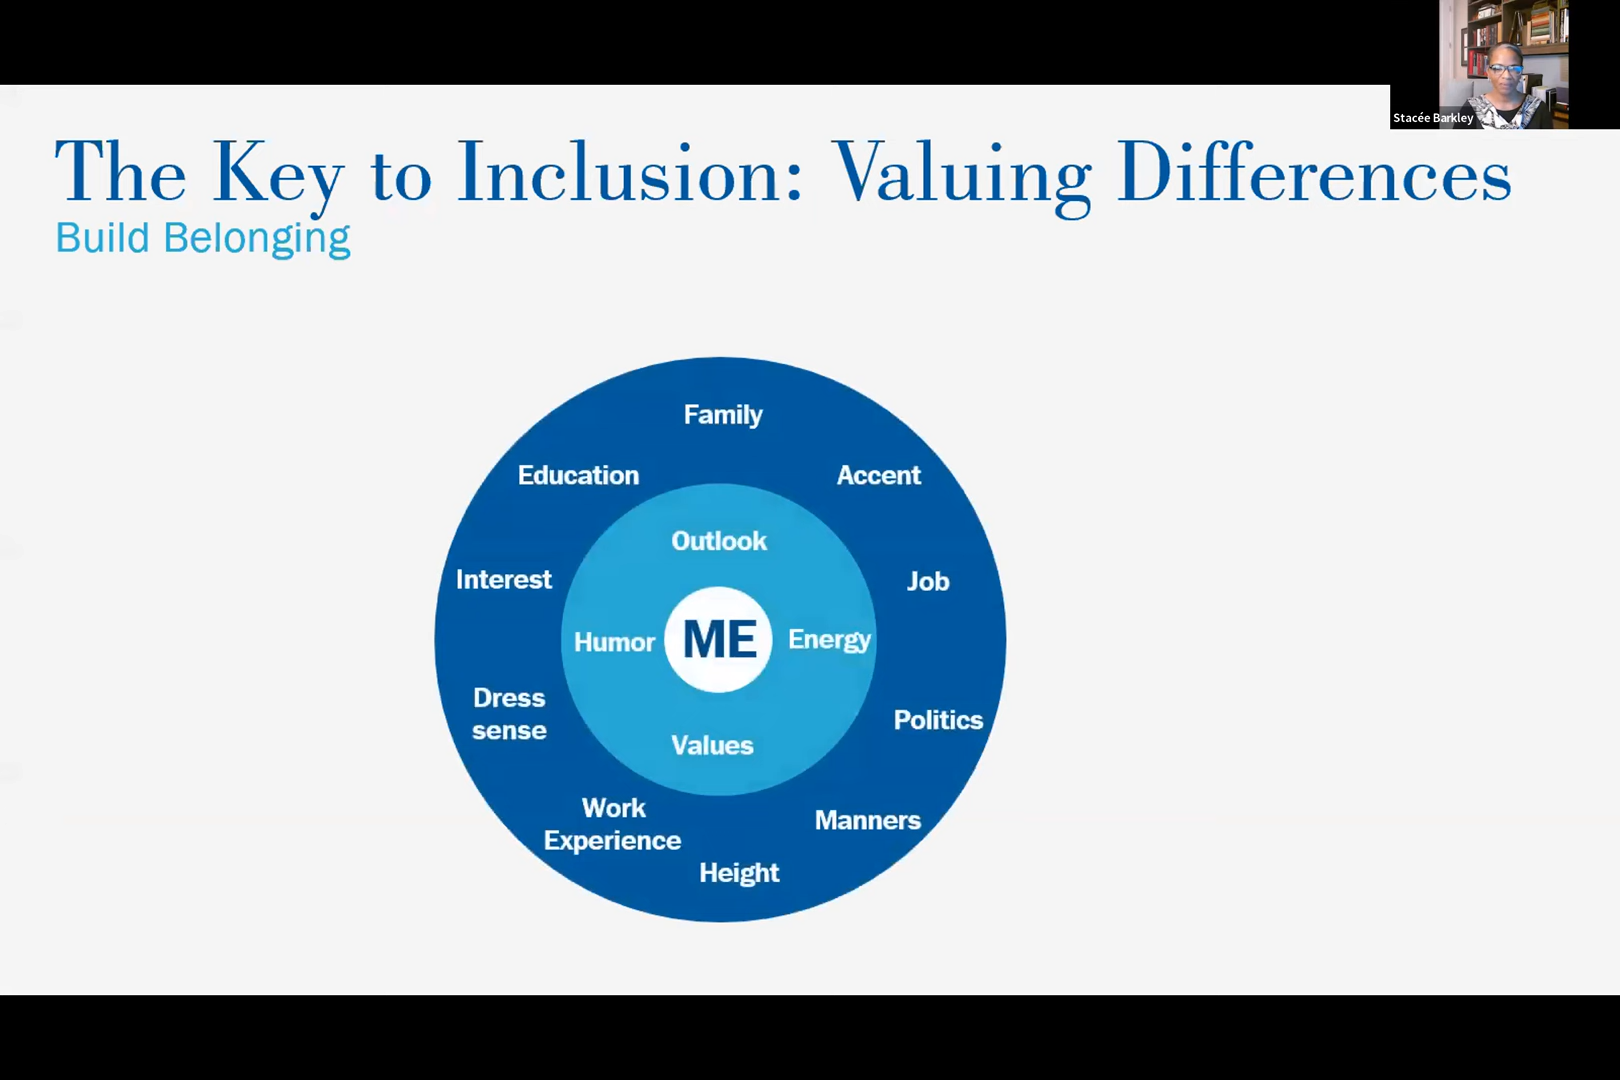 Stacée Barkley
The Key to Inclusion: Valuing Differences
Build Belonging
Family
Education
Accent
Outlook
Interest
Job
Humor
ME
Energy
Dress
sense
Politics
Values
Work
Experience
Manners
Height